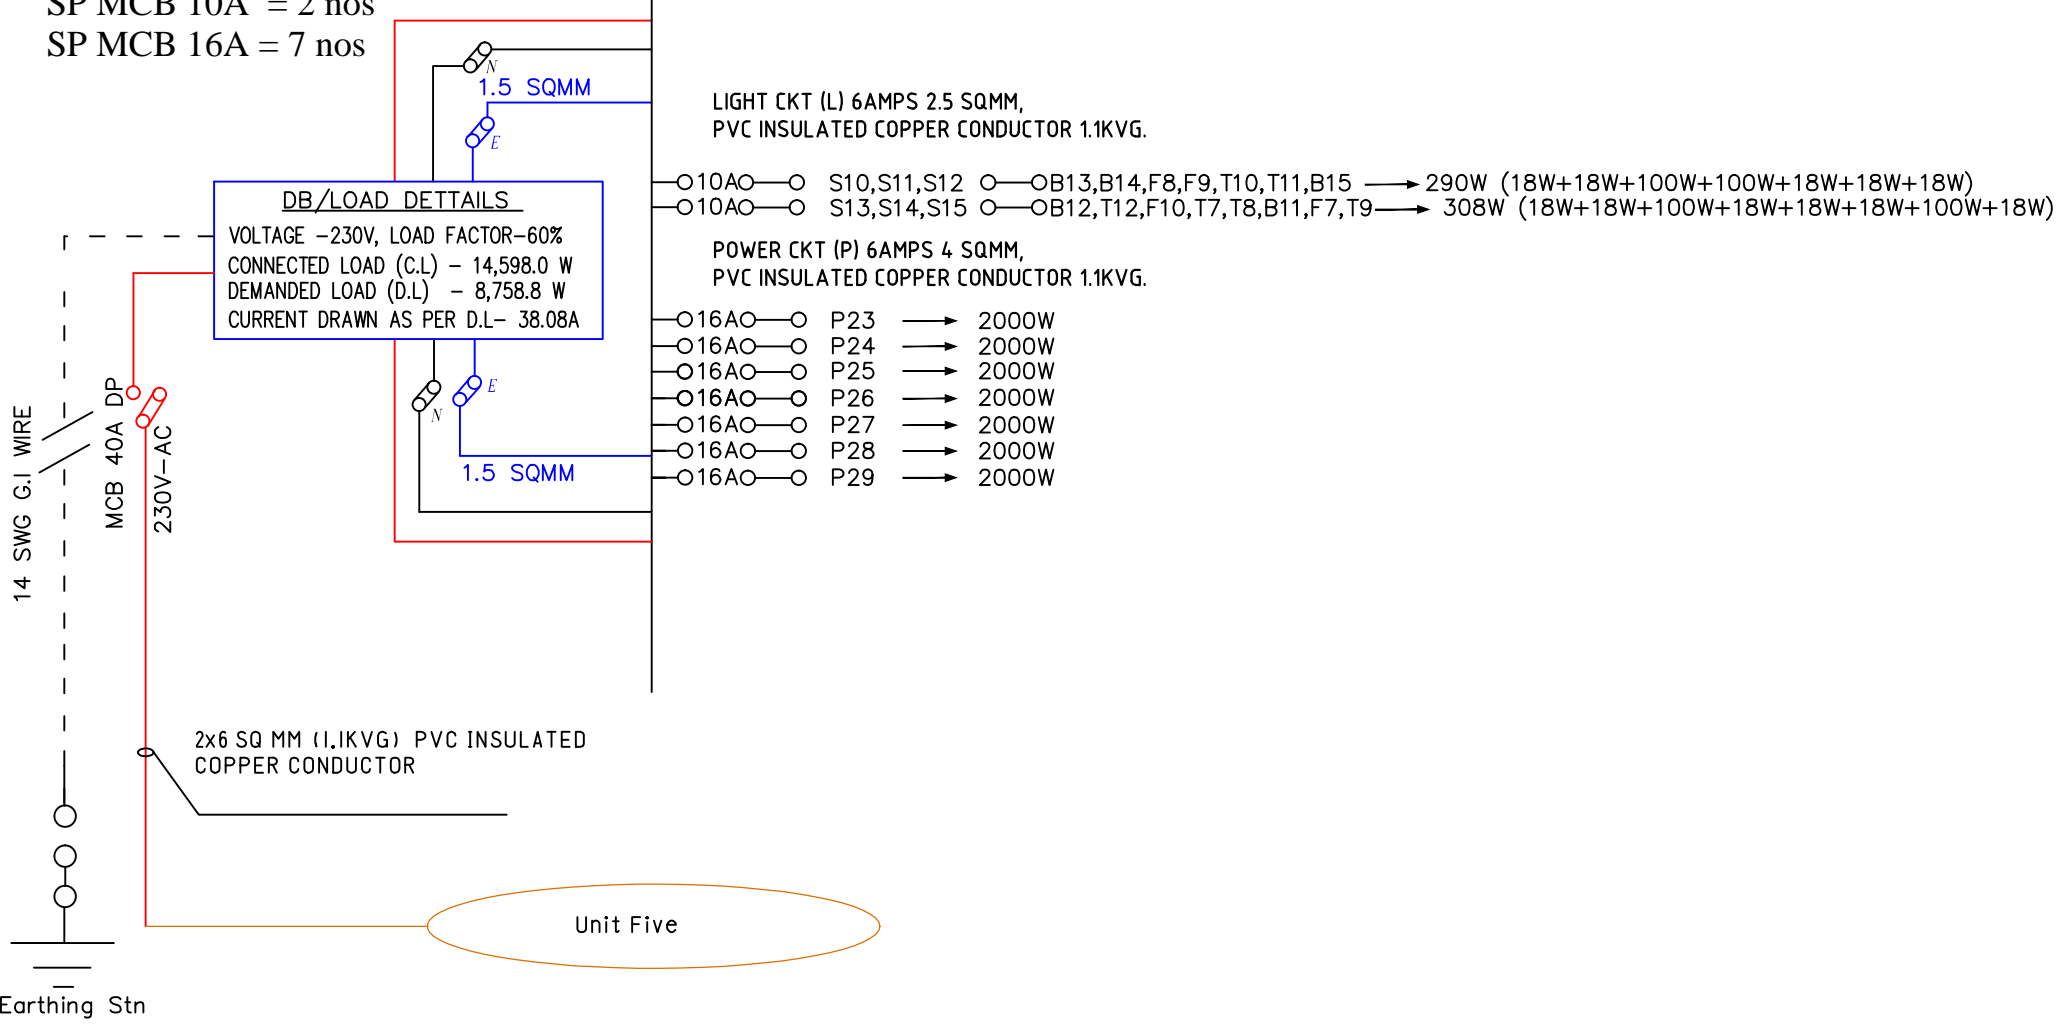 SP MCB 10A = 2 nos
SP MCB 16A = 7 nos
N
1.5 SQMM
E
LIGHT CKT (L) 6AMPS 2.5 SQMM,
PVC INSULATED COPPER CONDUCTOR 1.1KVG.
10A S10,S11,S12 B13,B14,F8,F9,T10,T11,B15 290W (18W+18W+100W+100W+18W+18W+18W)
10A S13,S14,S15 B12,T12,F10,T7,T8,B11,F7,T9 308W (18W+18W+100W+18W+18W+18W+100W+18W)
DB/LOAD DETTAILS
VOLTAGE -230V, LOAD FACTOR-60%
CONNECTED LOAD (C.L) - 14,598.0 W
DEMANDED LOAD (D.L) - 8,758.8 W
CURRENT DRAWN AS PER D.L- 38.08A
POWER CKT (P) 6AMPS 4 SQMM,
PVC INSULATED COPPER CONDUCTOR 1.1KVG.
16A P23 2000W
16A P24 2000W
16A P25 2000W
16A P26 2000W
16A P27 2000W
16A P28 2000W
16A P29 2000W
E
N
1.5 SQMM
14 SWG G.I WIRE
MCB 40A DP
230V-AC
2x6 SQ MM (1.1KVG) PVC INSULATED
COPPER CONDUCTOR
Unit Five
Earthing Stn